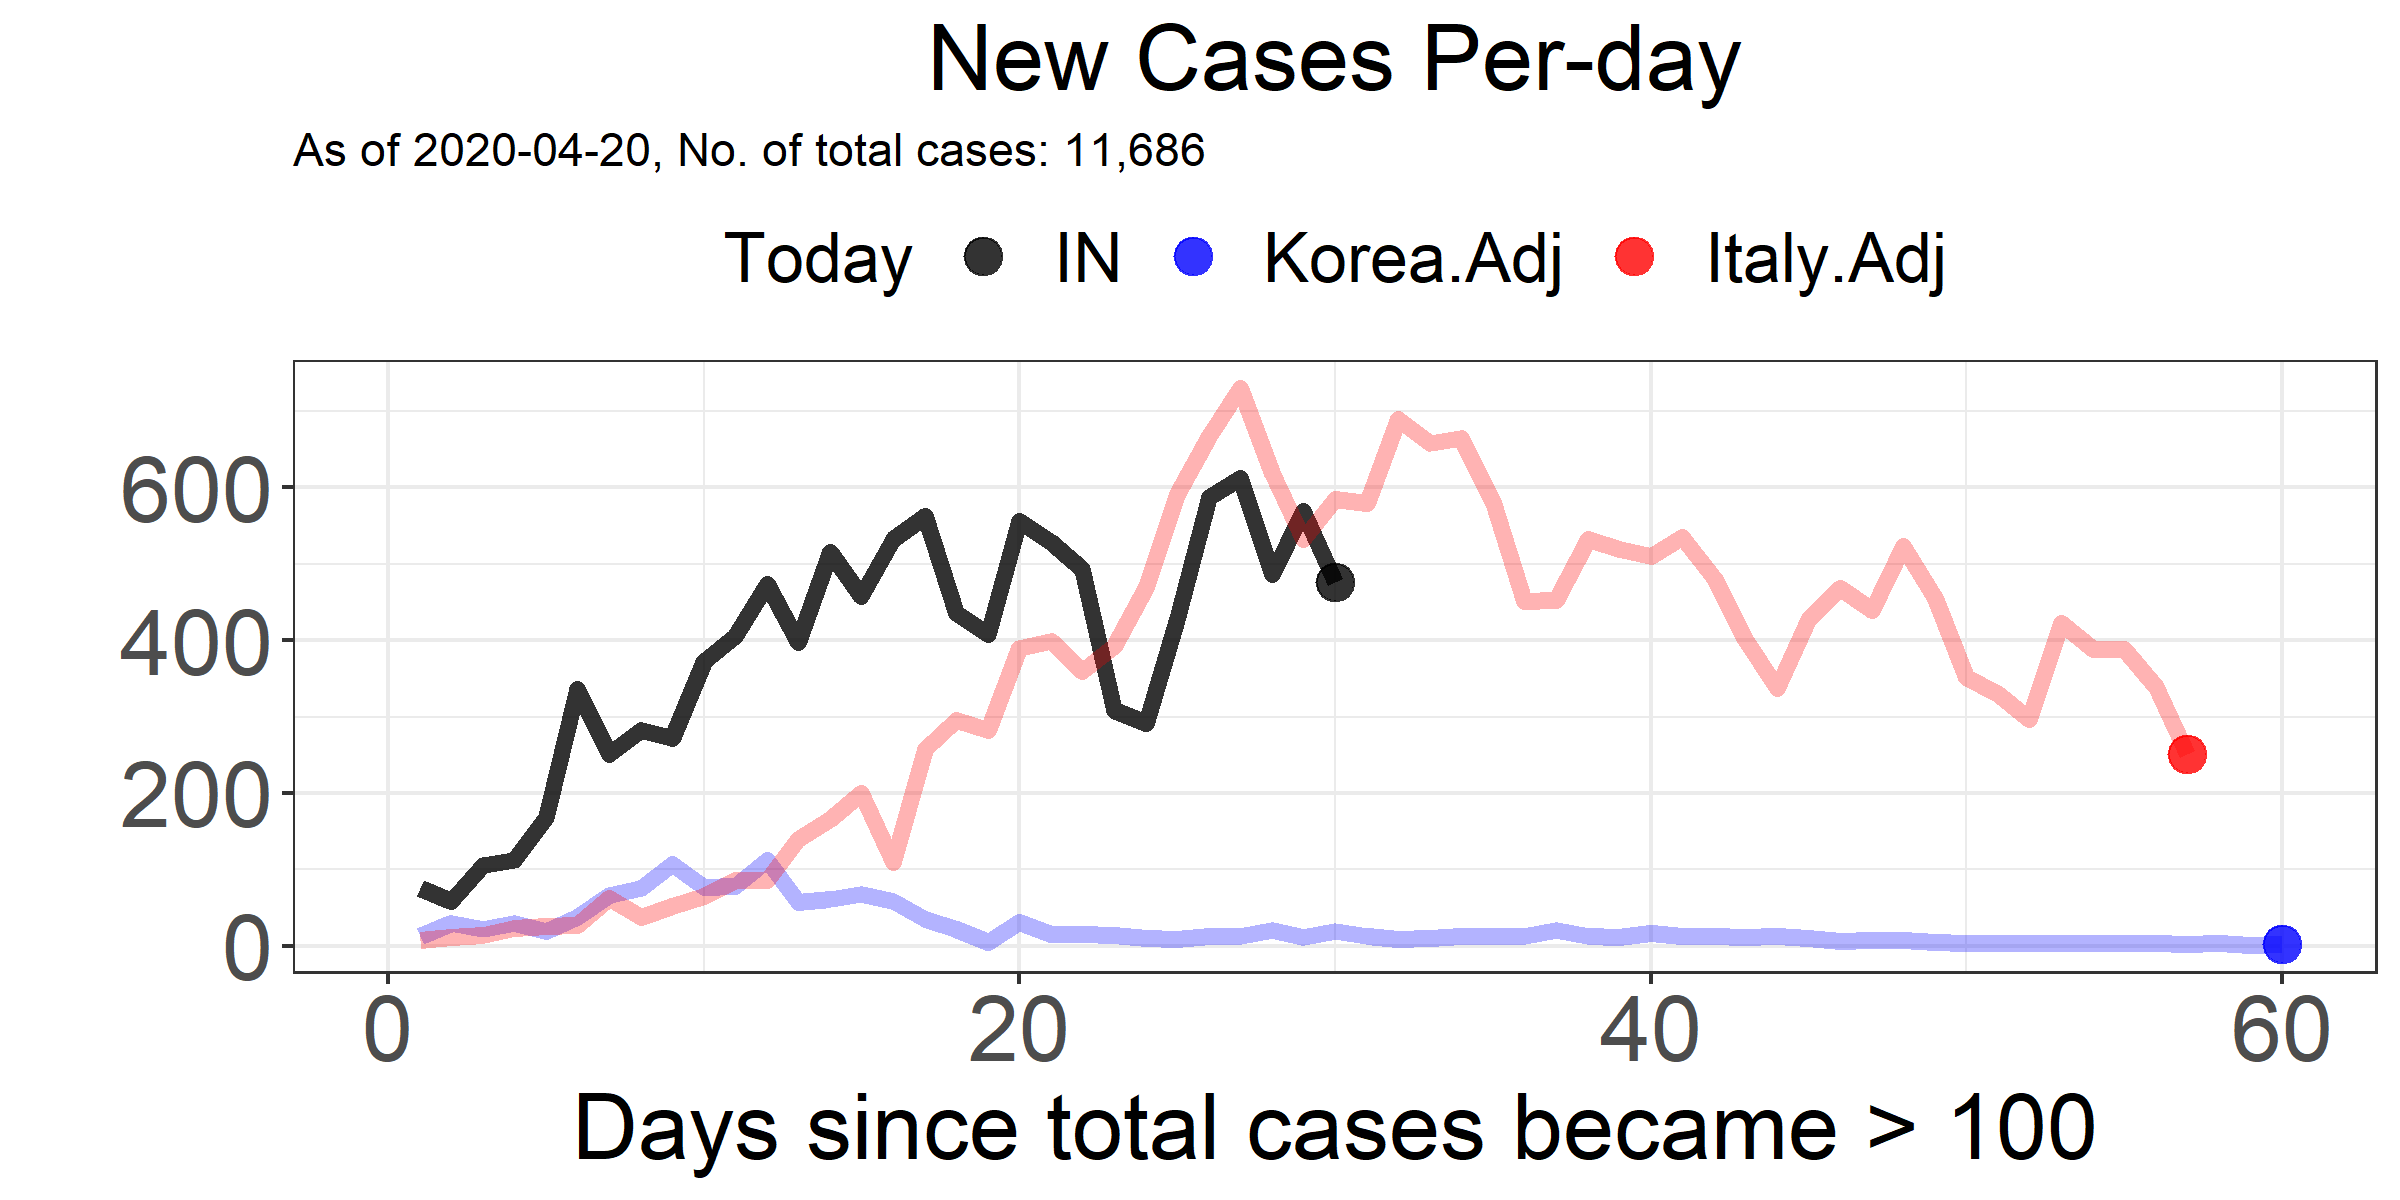 New Cases Per-day
As of 2020-04-20, No. of total cases: 11,686
Today IN Korea.Adj Italy.Adj
600
400
200
0
0 20 40 60
Days since total cases became > 100